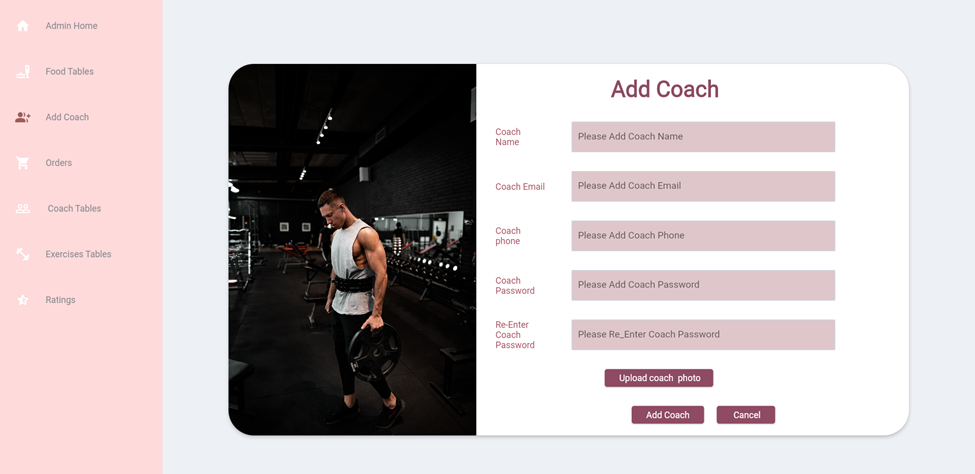 Admin Home
Food Tables
Add Coach
Orders
Coach Tables
Exercises Tables
Ratings
Add Coach
Coach
Name
Please Add Coach Name
Coach Email
Please Add Coach Email
Coach
phone
Please Add Coach Phone
Coach
Password
Please Add Coach Password
Re-Enter
Coach
Password
Please Re_Enter Coach Password
Upload coach photo
Add Coach
Cancel